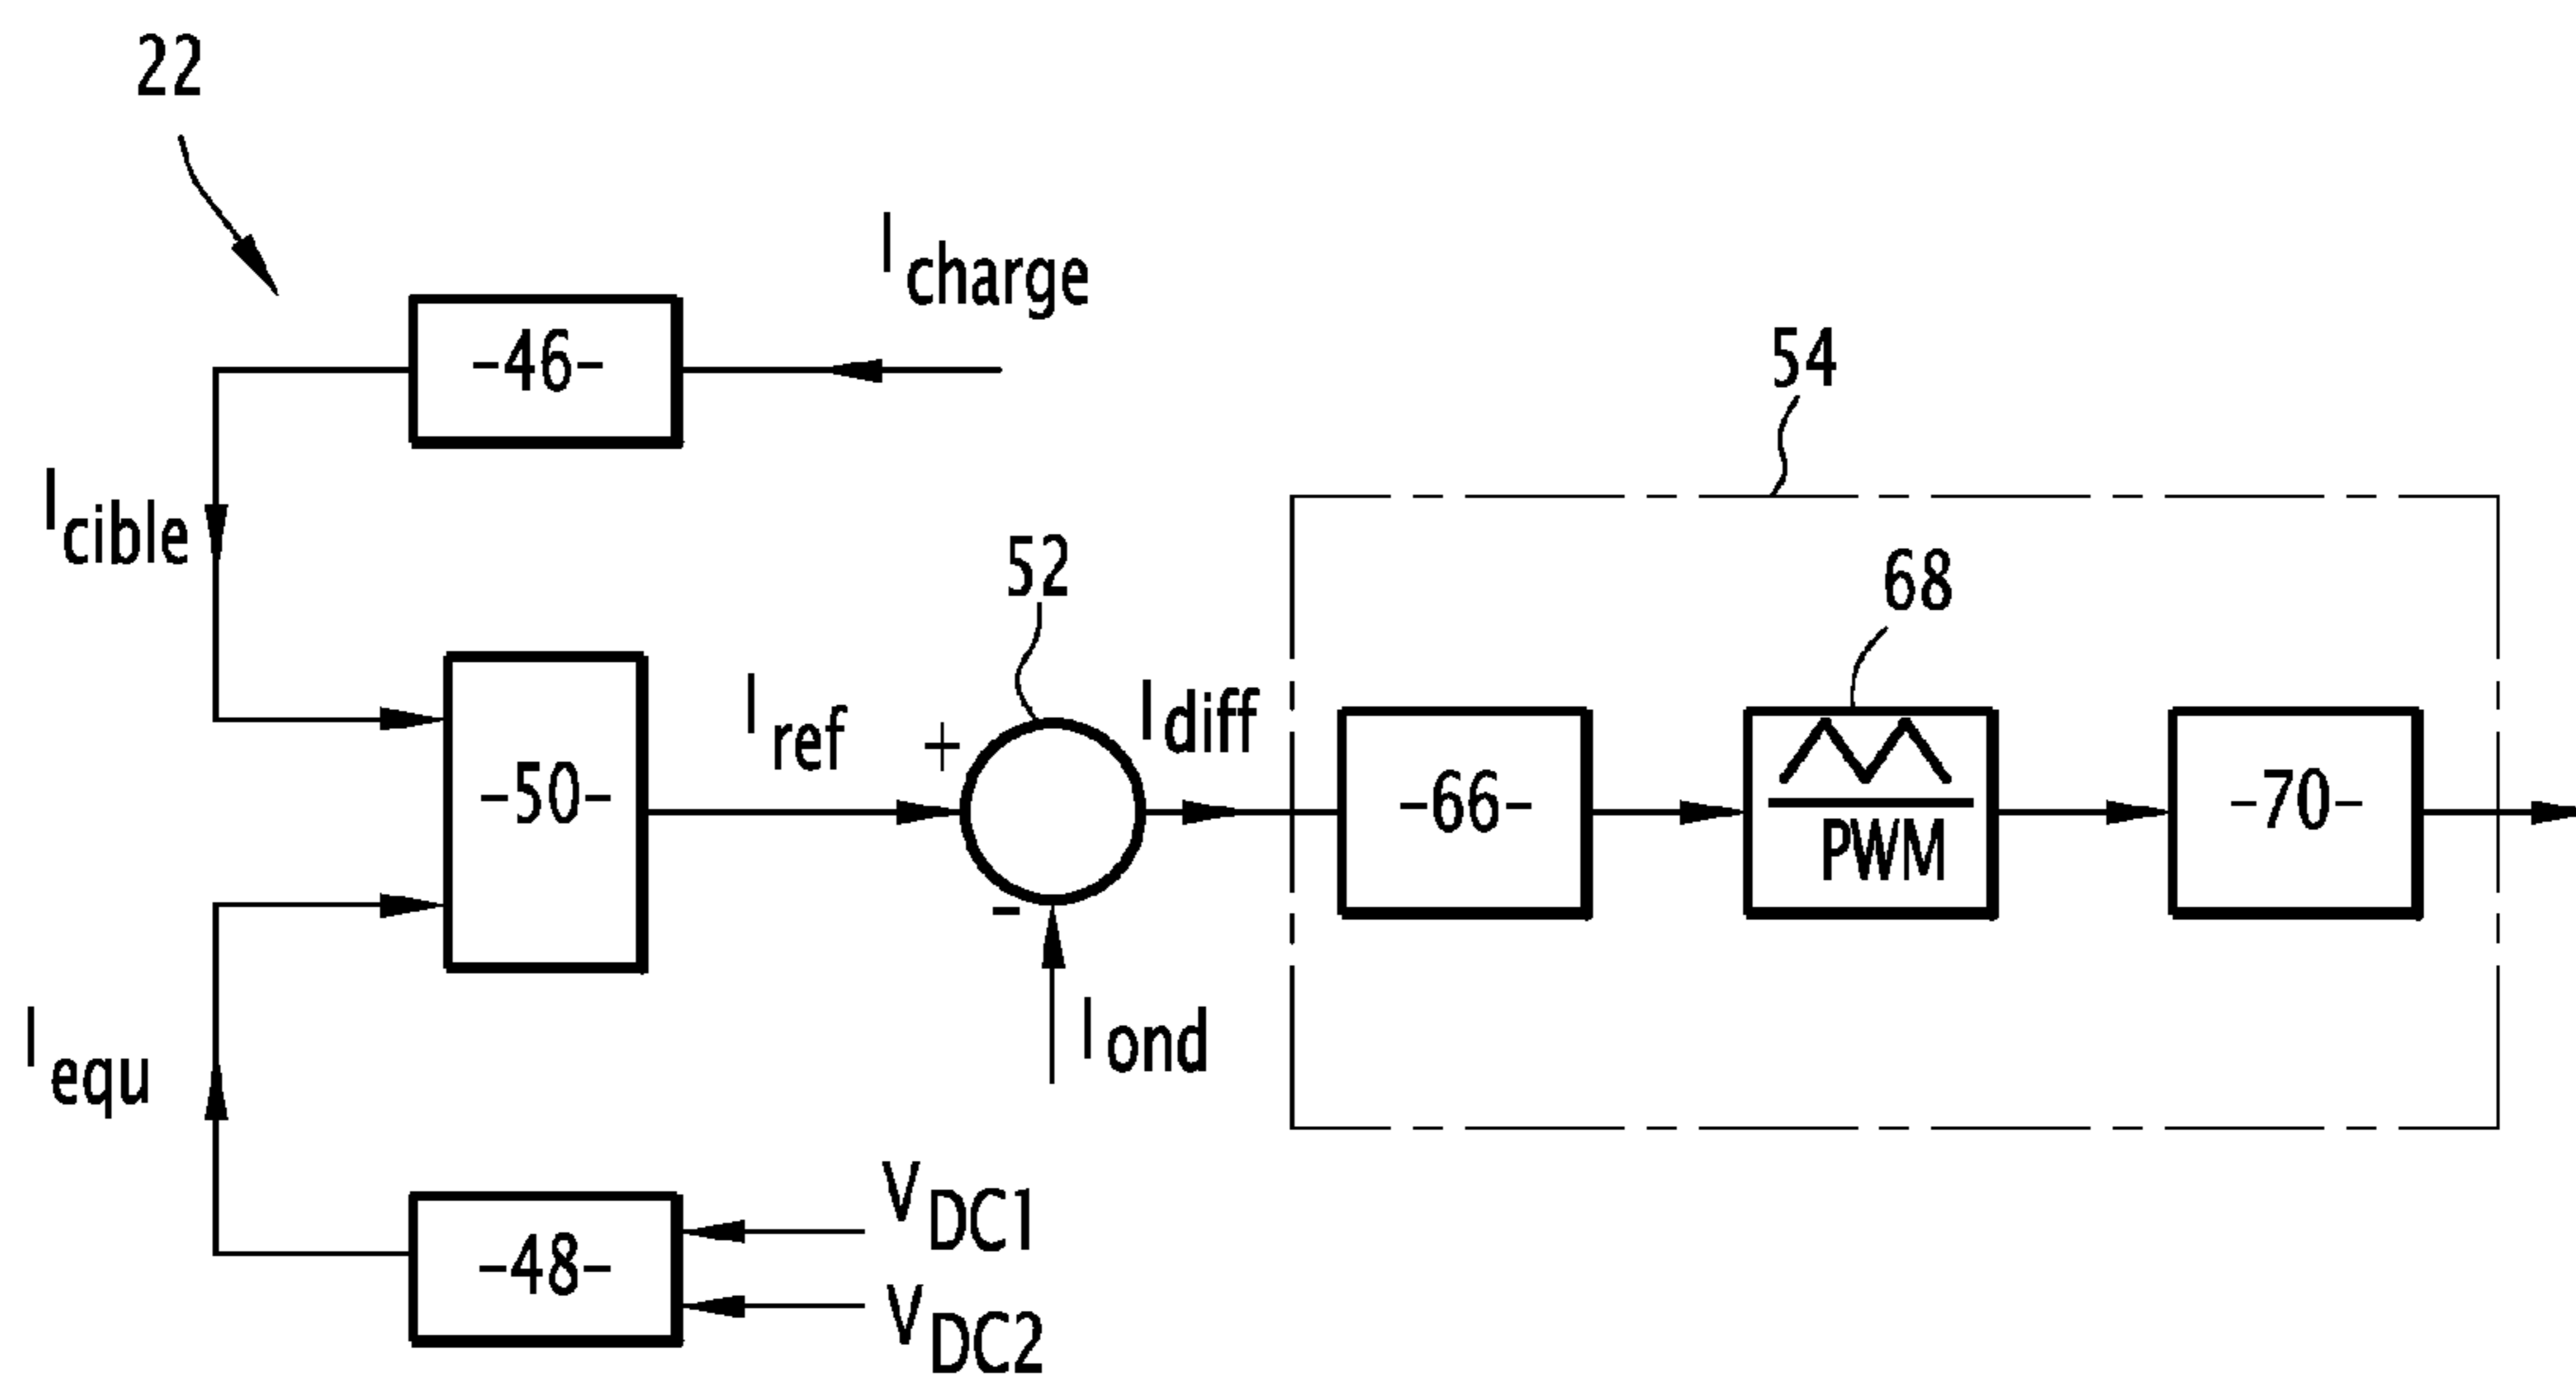 22
I charge
-46-
54
I cible
52
68
I ref
+
I diff
-50-
-66-
PWM
-70-
-
I ond
I equ
V DC1
-48-
V DC2